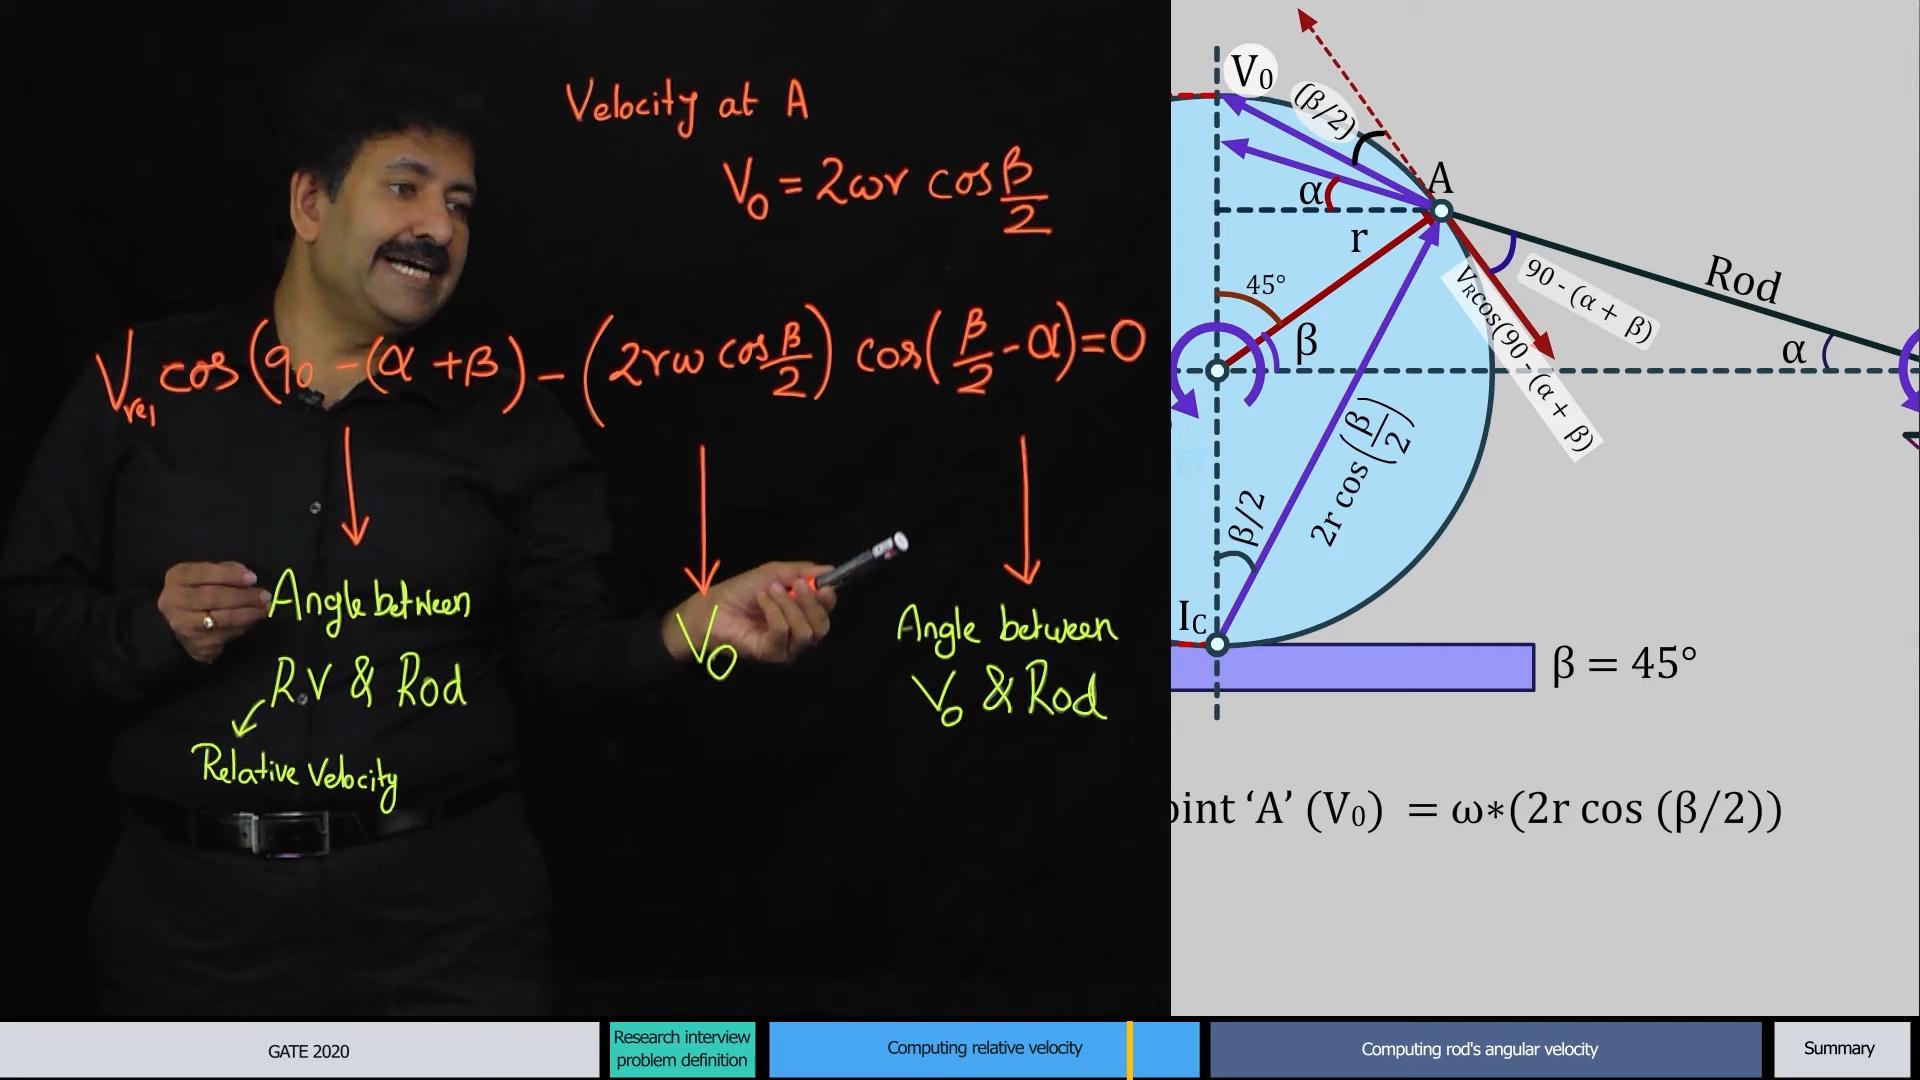 Velocity at A
V0 = 2ωr cos β/2
Vrel cos (90 - (α + β) - (2rω cos β/2) cos (β/2 - α) = 0
Angle between
R.V & Rod
Relative Velocity
V0
Angle between
V0 & Rod
V0
(β/2)
A
α
r
45°
β
90 - (α + β)
Rod
α
VRcos(90 - (α + β)
2r cos (β/2)
β/2
IC
β = 45°
oint ‘A’ (V0) = ω*(2r cos (β/2))
GATE 2020
Research interview
problem definition
Computing relative velocity
Computing rod's angular velocity
Summary